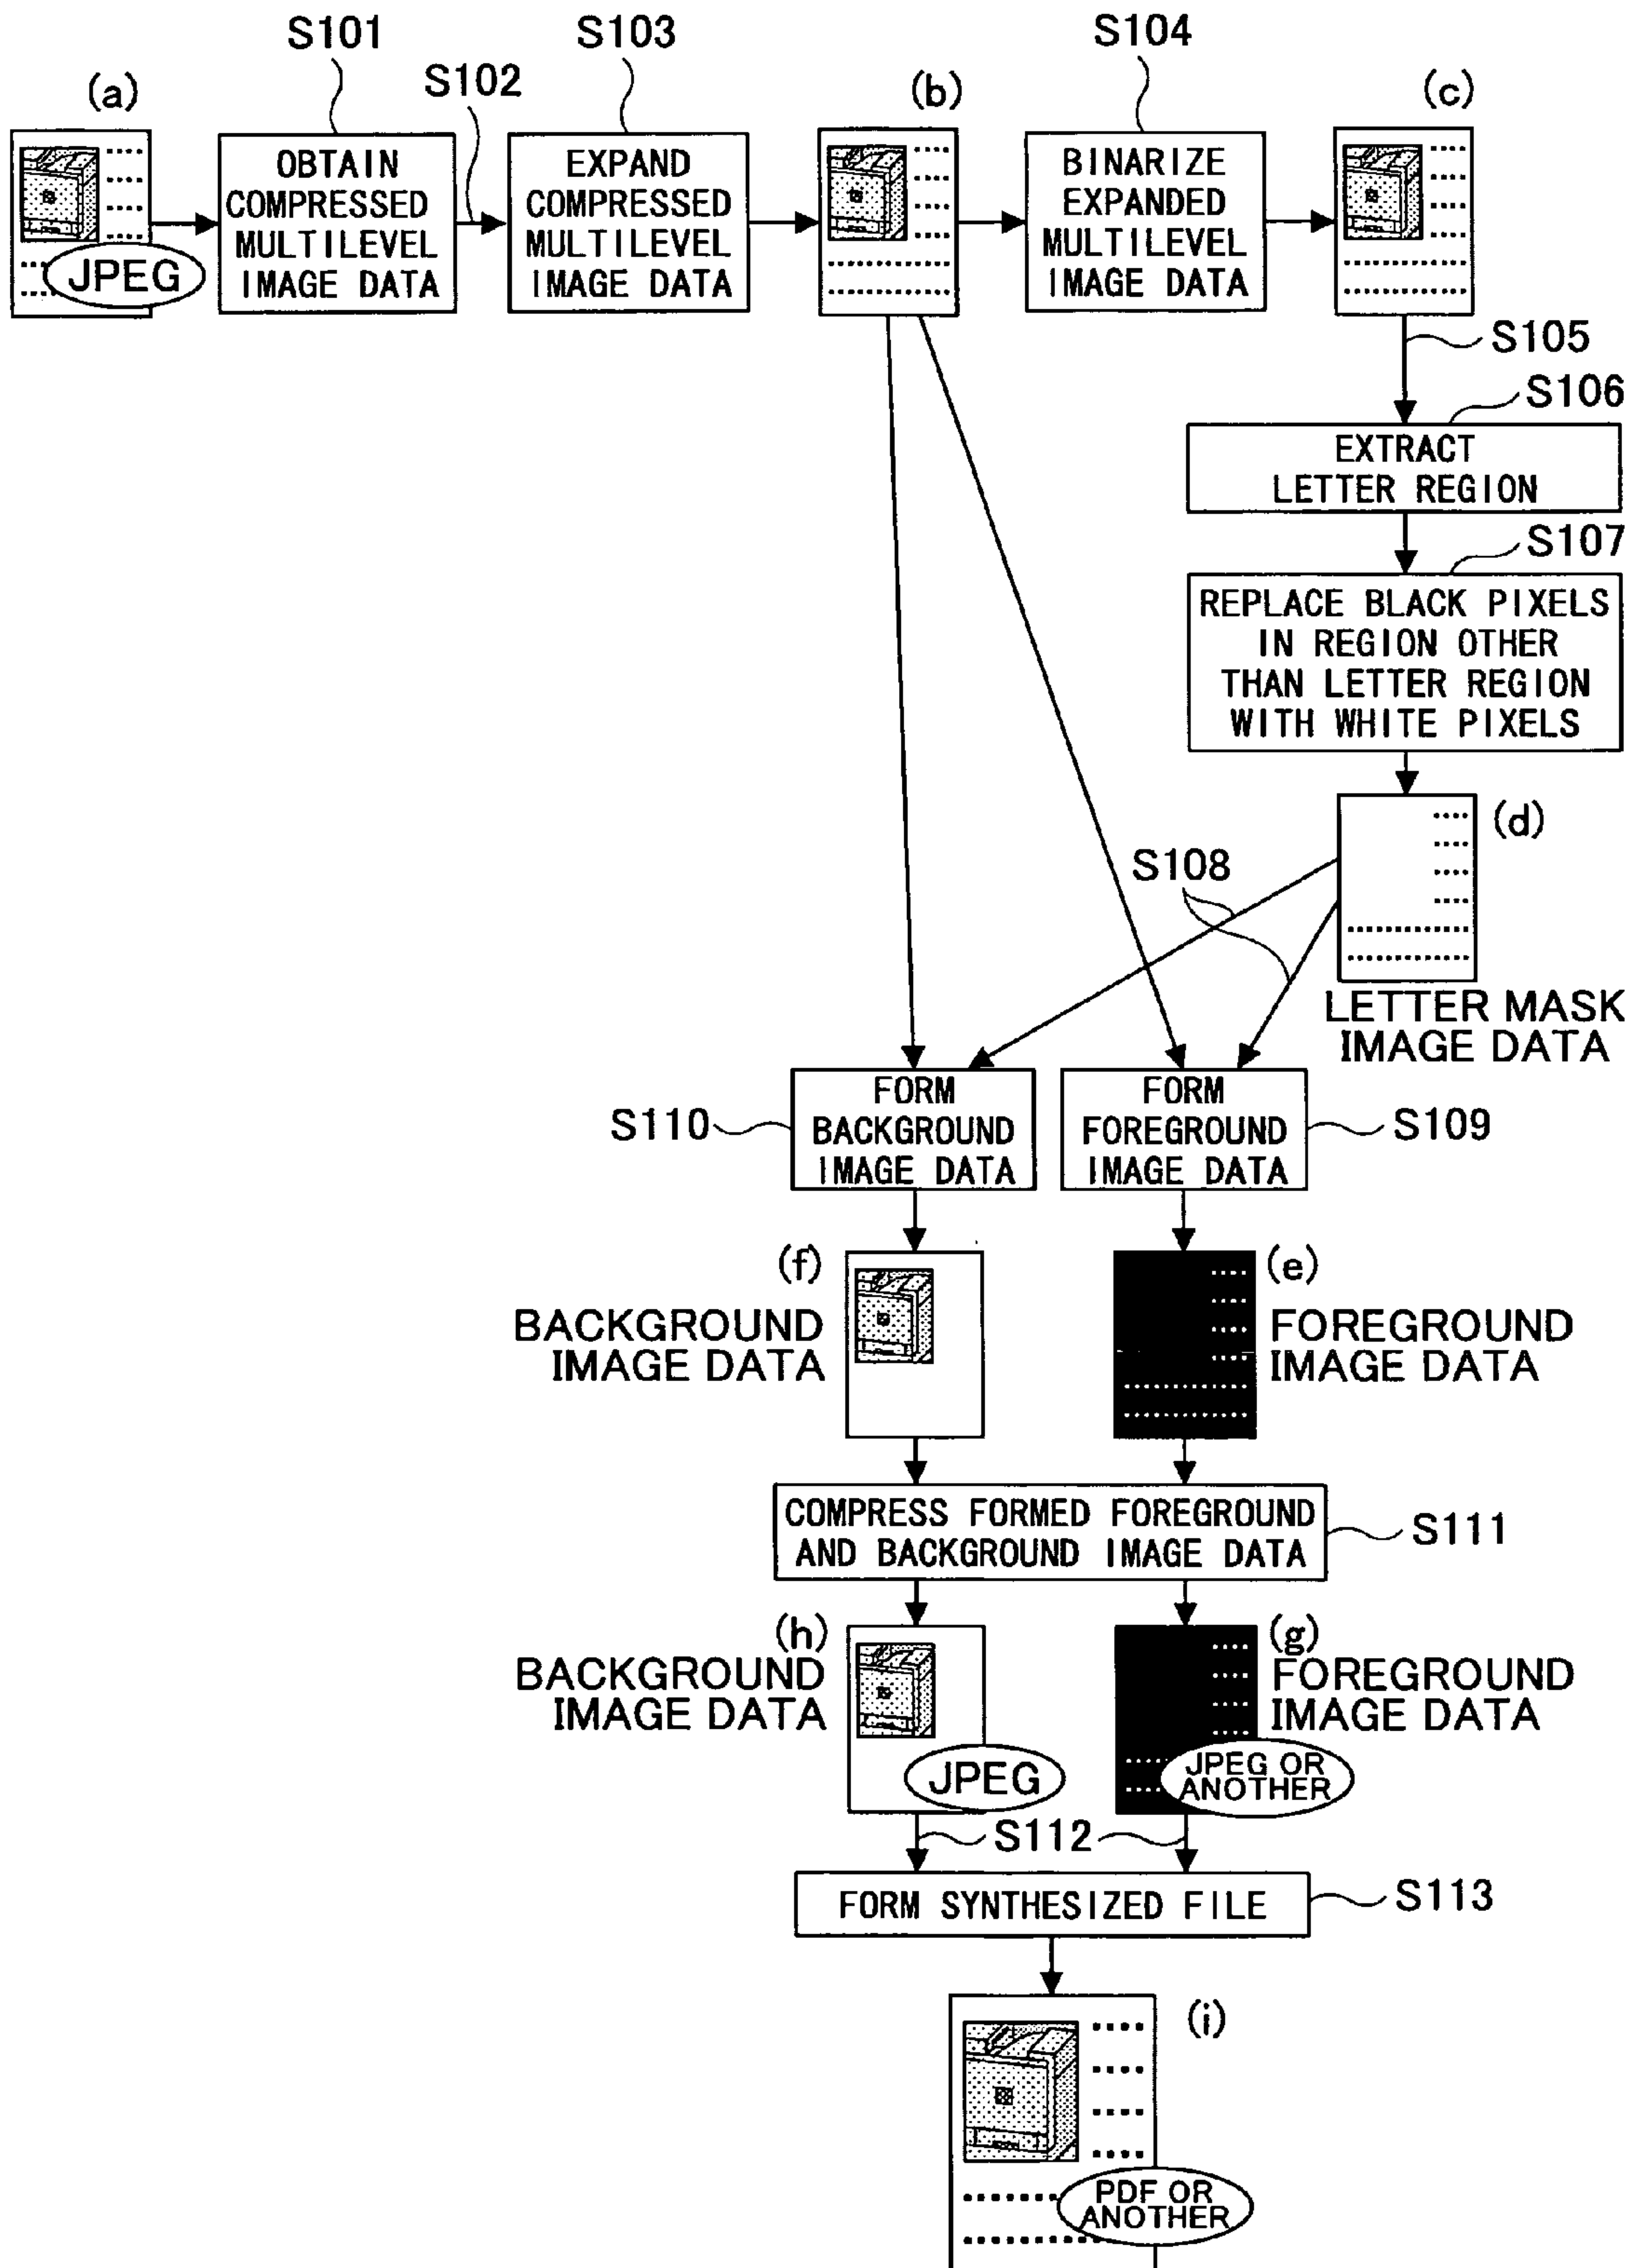 S101
S103
S104
S102
(a)
(b)
(c)
OBTAIN
COMPRESSED
MULTILEVEL
IMAGE DATA
EXPAND
COMPRESSED
MULTILEVEL
IMAGE DATA
BINARIZE
EXPANDED
MULTILEVEL
IMAGE DATA
JPEG
S105
S106
EXTRACT
LETTER REGION
S107
REPLACE BLACK PIXELS
IN REGION OTHER
THAN LETTER REGION
WITH WHITE PIXELS
(d)
S108
LETTER MASK
IMAGE DATA
S110
FORM
BACKGROUND
IMAGE DATA
FORM
FOREGROUND
IMAGE DATA
S109
(f)
BACKGROUND
IMAGE DATA
(e)
FOREGROUND
IMAGE DATA
COMPRESS FORMED FOREGROUND
AND BACKGROUND IMAGE DATA
S111
(h)
BACKGROUND
IMAGE DATA
JPEG
(g)
FOREGROUND
IMAGE DATA
JPEG OR
ANOTHER
S112
FORM SYNTHESIZED FILE
S113
(i)
PDF OR
ANOTHER